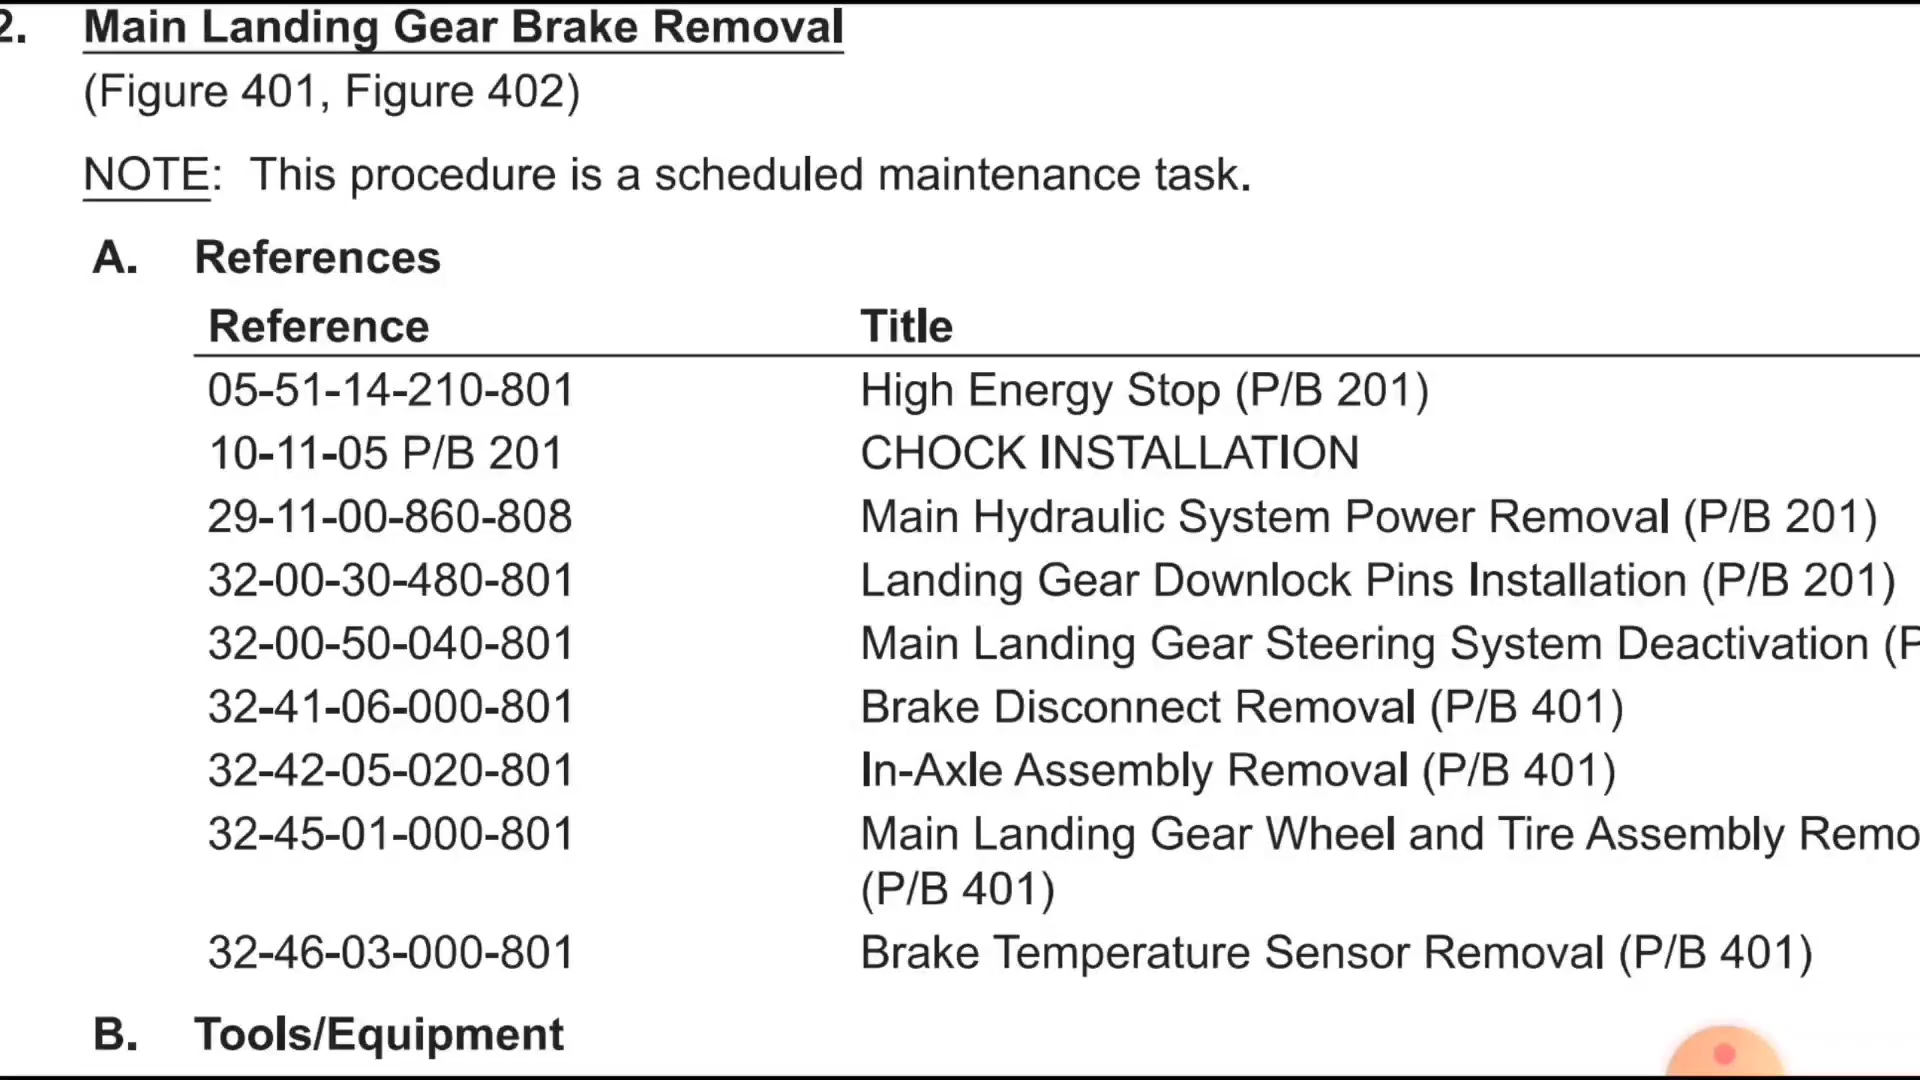 2. Main Landing Gear Brake Removal
(Figure 401, Figure 402)
NOTE: This procedure is a scheduled maintenance task.
A. References
Reference Title
05-51-14-210-801 High Energy Stop (P/B 201)
10-11-05 P/B 201 CHOCK INSTALLATION
29-11-00-860-808 Main Hydraulic System Power Removal (P/B 201)
32-00-30-480-801 Landing Gear Downlock Pins Installation (P/B 201)
32-00-50-040-801 Main Landing Gear Steering System Deactivation (P
32-41-06-000-801 Brake Disconnect Removal (P/B 401)
32-42-05-020-801 In-Axle Assembly Removal (P/B 401)
32-45-01-000-801 Main Landing Gear Wheel and Tire Assembly Remo
(P/B 401)
32-46-03-000-801 Brake Temperature Sensor Removal (P/B 401)
B. Tools/Equipment